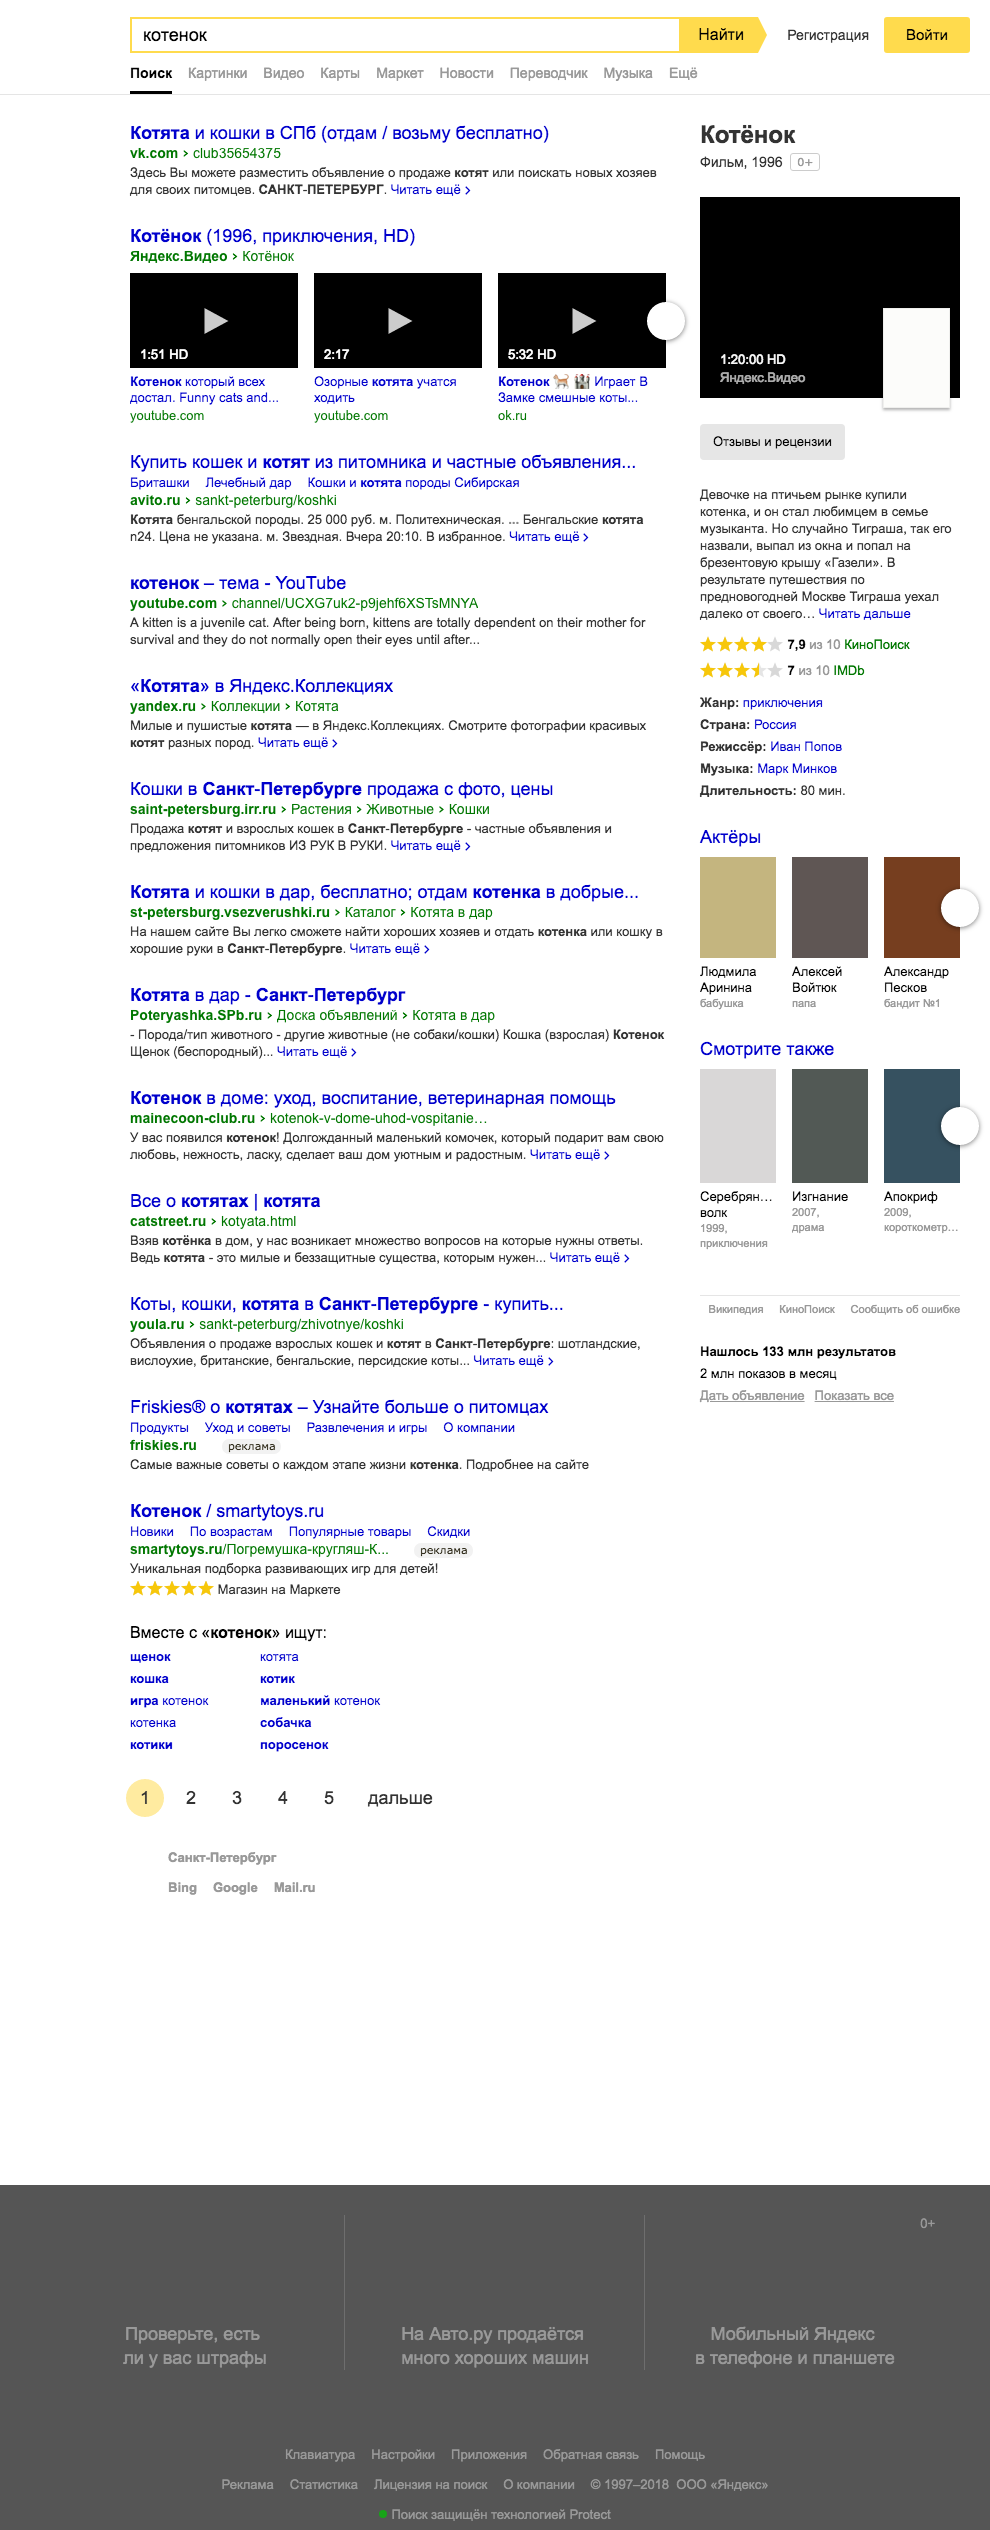 котенок
Найти
Регистрация
Войти
Поиск Картинки Видео Карты Маркет Новости Переводчик Музыка Ещё
Котята и кошки в СПб (отдам / возьму бесплатно)
vk.com › club35654375
Здесь Вы можете разместить объявление о продаже котят или поискать новых хозяев
для своих питомцев. САНКТ-ПЕТЕРБУРГ. Читать ещё ›
Котёнок (1996, приключения, HD)
Яндекс.Видео › Котёнок
1:51 HD
2:17
5:32 HD
Котенок который всех
достал. Funny cats and...
youtube.com
Озорные котята учатся
ходить
youtube.com
Котенок 🐈 👫 Играет В
Замке смешные коты...
ok.ru
Купить кошек и котят из питомника и частные объявления...
Британы Лечебный дар Кошки и котята породы Сибирская
avito.ru › sankt-peterburg/koshki
Котята бенгальской породы. 25 000 руб. м. Политехническая. ... Бенгальские котята
n24. Цена не указана. м. Звездная. Вчера 20:10. В избранное. Читать ещё ›
котенок – тема - YouTube
youtube.com › channel/UCXG7uk2-p9jehf6XSTsMNYA
A kitten is a juvenile cat. After being born, kittens are totally dependent on their mother for
survival and they do not normally open their eyes until after...
«Котята» в Яндекс.Коллекциях
yandex.ru › Коллекции › Котята
Милые и пушистые котята — в Яндекс.Коллекциях. Смотрите фотографии красивых
котят разных пород. Читать ещё ›
Кошки в Санкт-Петербурге продажа с фото, цены
saint-petersburg.irr.ru › Растения › Животные › Кошки
Продажа котят и взрослых кошек в Санкт-Петербурге - частные объявления и
предложения питомников ИЗ РУК В РУКИ. Читать ещё ›
Котята и кошки в дар, бесплатно; отдам котенка в добрые...
st-petersburg.vsezverushki.ru › Каталог › Котята в дар
На нашем сайте Вы легко сможете найти хороших хозяев и отдать котенка или кошку в
хорошие руки в Санкт-Петербурге. Читать ещё ›
Котята в дар - Санкт-Петербург
Poteryashka.SPb.ru › Доска объявлений › Котята в дар
- Порода/тип животного - другие животные (не собаки/кошки) Кошка (взрослая) Котенок
Щенок (беспородный)... Читать ещё ›
Котенок в доме: уход, воспитание, ветеринарная помощь
mainecoon-club.ru › kotenok-v-dome-uhod-vospitanie…
У вас появился котенок! Долгожданный маленький комочек, который подарит вам свою
любовь, нежность, ласку, сделает ваш дом уютным и радостным. Читать ещё ›
Все о котятах | котята
catstreet.ru › kotyata.html
Взяв котёнка в дом, у нас возникает множество вопросов на которые нужны ответы.
Ведь котята - это милые и беззащитные существа, которым нужен... Читать ещё ›
Коты, кошки, котята в Санкт-Петербурге - купить...
youla.ru › sankt-peterburg/zhivotnye/koshki
Объявления о продаже взрослых кошек и котят в Санкт-Петербурге: шотландские,
вислоухие, британские, бенгальские, персидские коты... Читать ещё ›
Friskies® о котятах – Узнайте больше о питомцах
Продукты Уход и советы Развлечения и игры О компании
friskies.ru реклама
Самые важные советы о каждом этапе жизни котенка. Подробнее на сайте
Котенок / smartytoys.ru
Новики По возрастам Популярные товары Скидки
smartytoys.ru/Погремушка-кругляш-К... реклама
Уникальная подборка развивающих игр для детей!
Магазин на Маркете
Вместе с «котенок» ищут:
щенок котята
кошка котик
игра котенок маленький котенок
котенка собачка
котики поросенок
1 2 3 4 5 дальше
Санкт-Петербург
Bing Google Mail.ru
Котёнок
Фильм, 1996 0+
1:20:00 HD
Яндекс.Видео
Отзывы и рецензии
Девочке на птичьем рынке купили
котенка, и он стал любимцем в семье
музыканта. Но случайно Тиграша, так его
назвали, выпал из окна и попал на
брезентовую крышу «Газели». В
результате путешествия по
предновогодней Москве Тиграша уехал
далеко от своего… Читать дальше
7,9 из 10 КиноПоиск
7 из 10 IMDb
Жанр: приключения
Страна: Россия
Режиссёр: Иван Попов
Музыка: Марк Минков
Длительность: 80 мин.
Актёры
Людмила
Аринина
бабушка
Алексей
Войтюк
папа
Александр
Песков
бандит №1
Смотрите также
Серебрян…
волк
1999,
приключения
Изгнание
2007,
драма
Апокриф
2009,
короткометр…
Википедия КиноПоиск Сообщить об ошибке
Нашлось 133 млн результатов
2 млн показов в месяц
Дать объявление Показать все
0+
Проверьте, есть
ли у вас штрафы
На Авто.ру продаётся
много хороших машин
Мобильный Яндекс
в телефоне и планшете
Клавиатура Настройки Приложения Обратная связь Помощь
Реклама Статистика Лицензия на поиск О компании © 1997–2018 ООО «Яндекс»
Поиск защищён технологией Protect